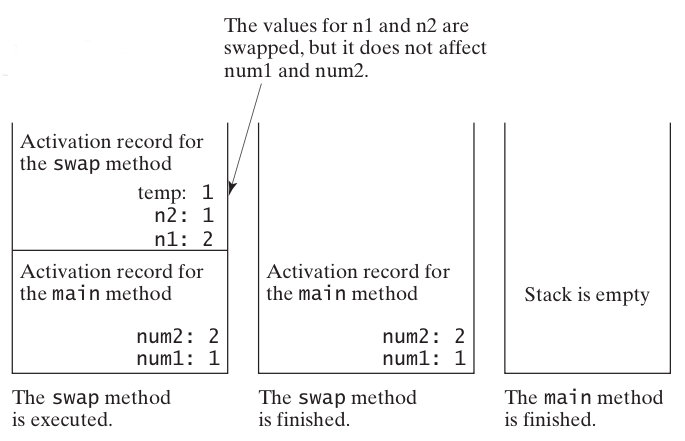 The values for n1 and n2 are
swapped, but it does not affect
num1 and num2.
Activation record for
the swap method
temp: 1
n2: 1
n1: 2
Activation record for
the main method
num2: 2
num1: 1
The swap method
is executed.
Activation record for
the main method
num2: 2
num1: 1
The swap method
is finished.
Stack is empty
The main method
is finished.